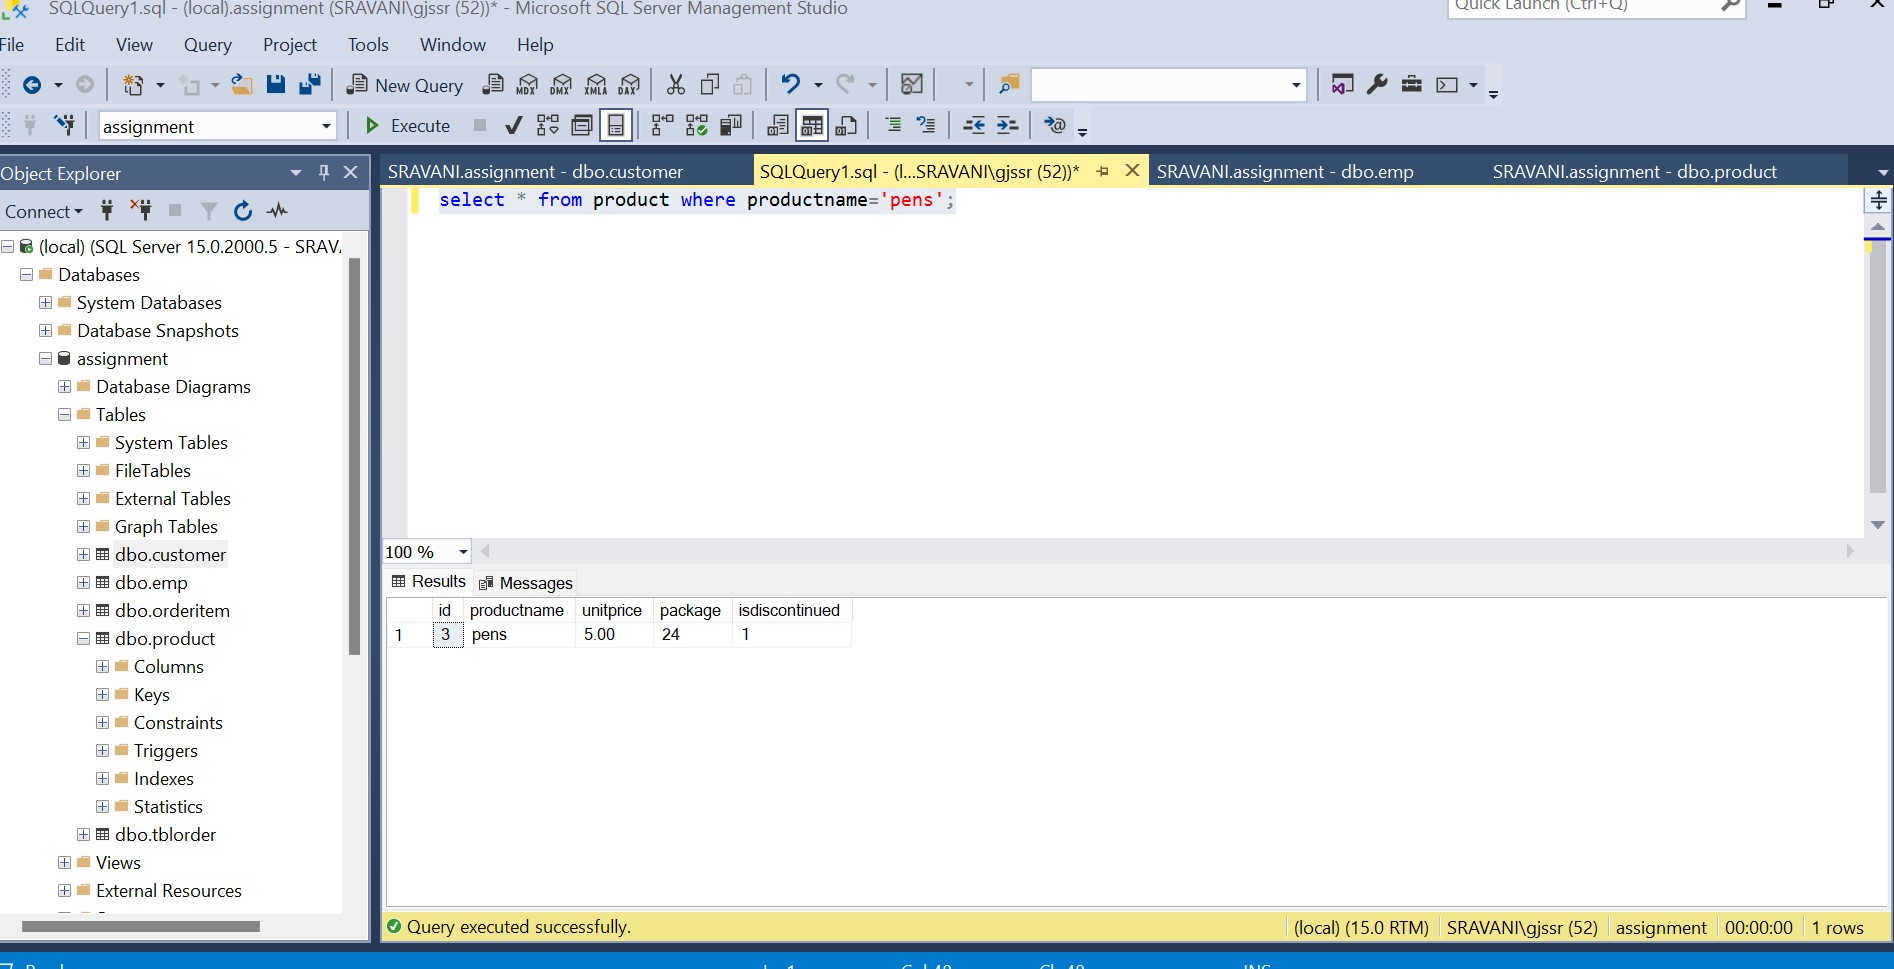 SQLQuery1.sql - (local).assignment (SRAVANI\gjssr (52))* - Microsoft SQL Server Management Studio
Quick Launch (Ctrl+Q)
File Edit View Query Project Tools Window Help
New Query MDX DMX XMLA DAX
assignment Execute
Object Explorer
SRAVANI.assignment - dbo.customer SQLQuery1.sql - (l...SRAVANI\gjssr (52))* SRAVANI.assignment - dbo.emp SRAVANI.assignment - dbo.product
Connect
select * from product where productname='pens';
(local) (SQL Server 15.0.2000.5 - SRAV
Databases
System Databases
Database Snapshots
assignment
Database Diagrams
Tables
System Tables
FileTables
External Tables
Graph Tables
dbo.customer
dbo.emp
dbo.orderitem
dbo.product
Columns
Keys
Constraints
Triggers
Indexes
Statistics
dbo.tblorder
Views
External Resources
100 %
Results Messages
id productname unitprice package isdiscontinued
1 3 pens 5.00 24 1
Query executed successfully. (local) (15.0 RTM) SRAVANI\gjssr (52) assignment 00:00:00 1 rows